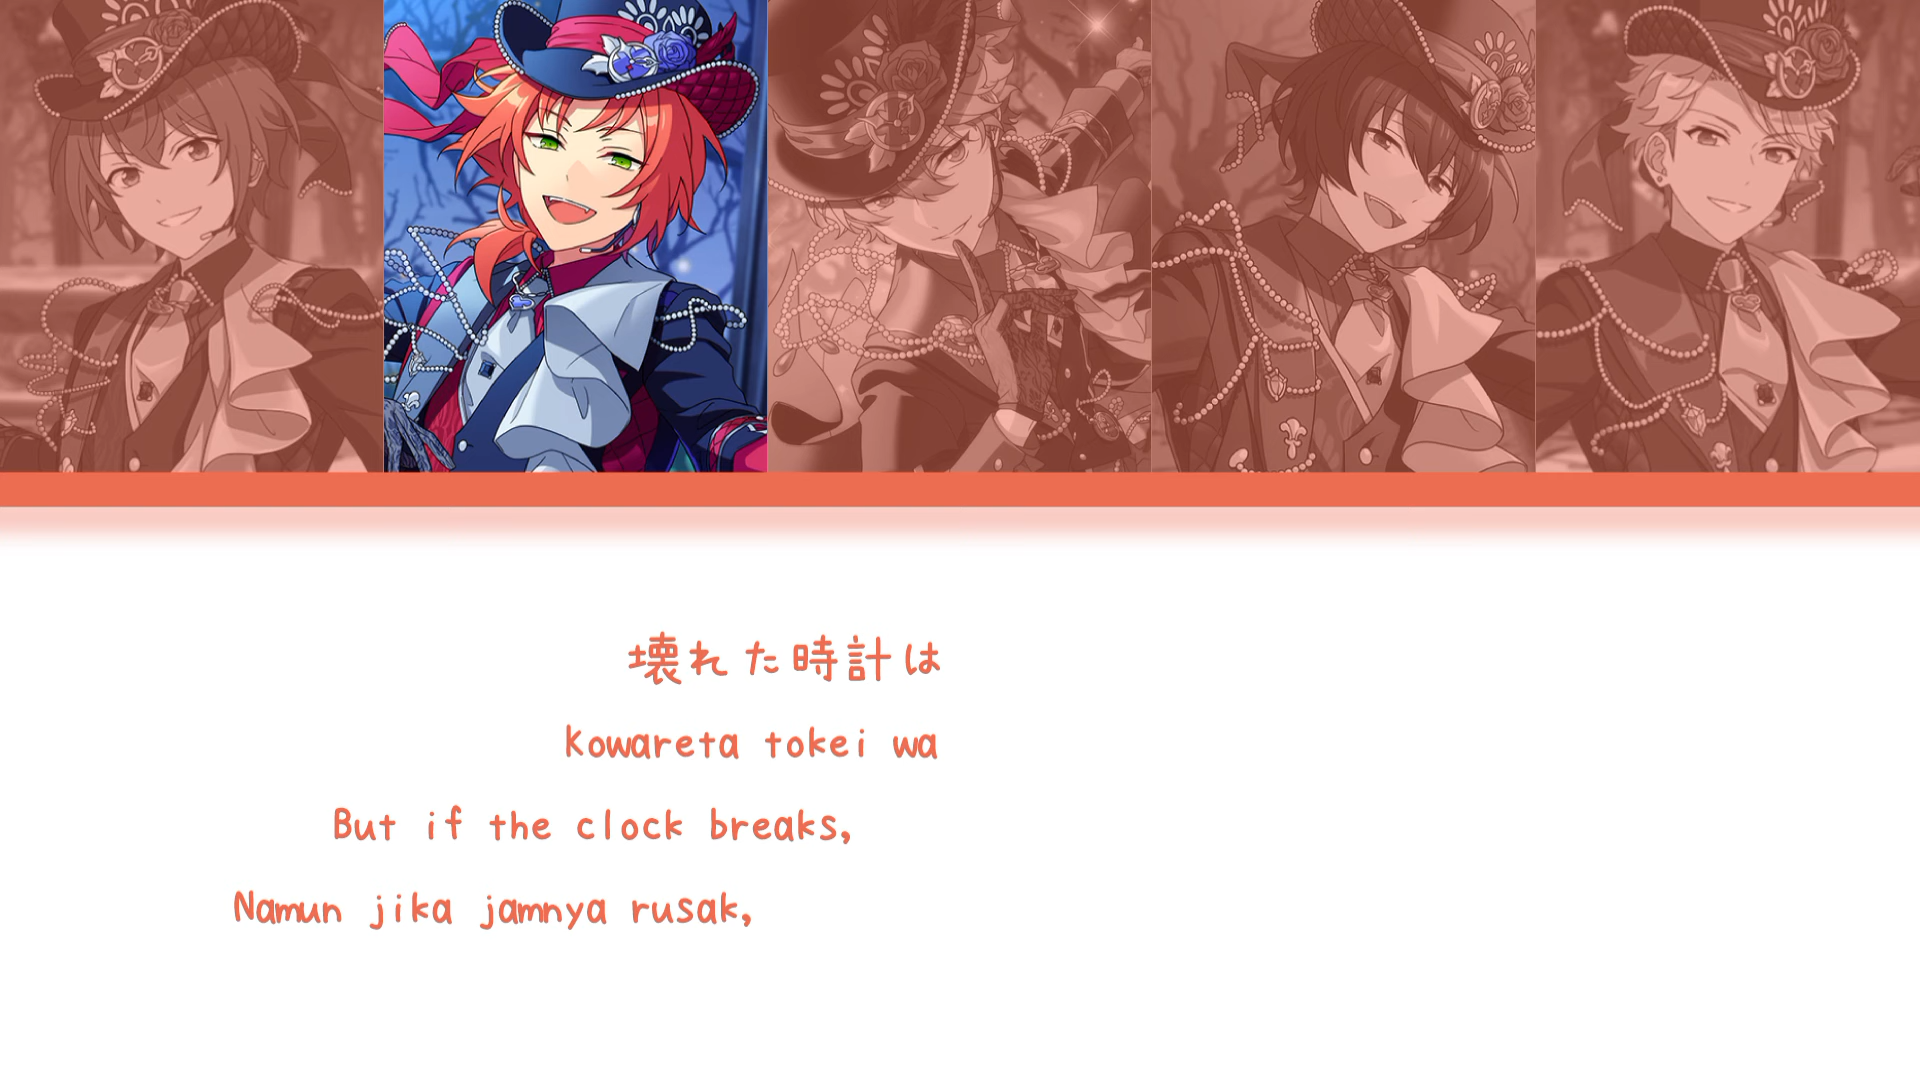 壊れた時計は
Kowareta tokei wa
But if the clock breaks,
Namun jika jamnya rusak,